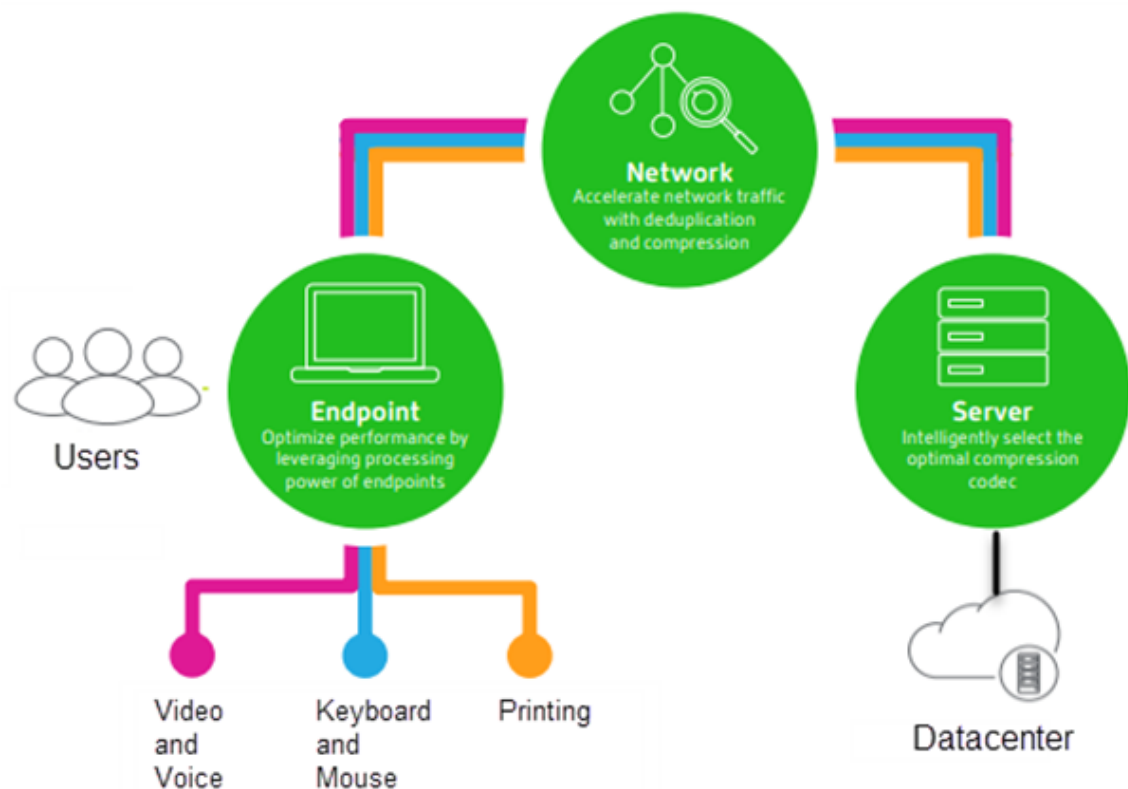 Network
Accelerate network traffic
with deduplication
and compression
Endpoint
Optimize performance by
leveraging processing
power of endpoints
Server
Intelligently select the
optimal compression
codec
Users
Video
and
Voice
Keyboard
and
Mouse
Printing
Datacenter